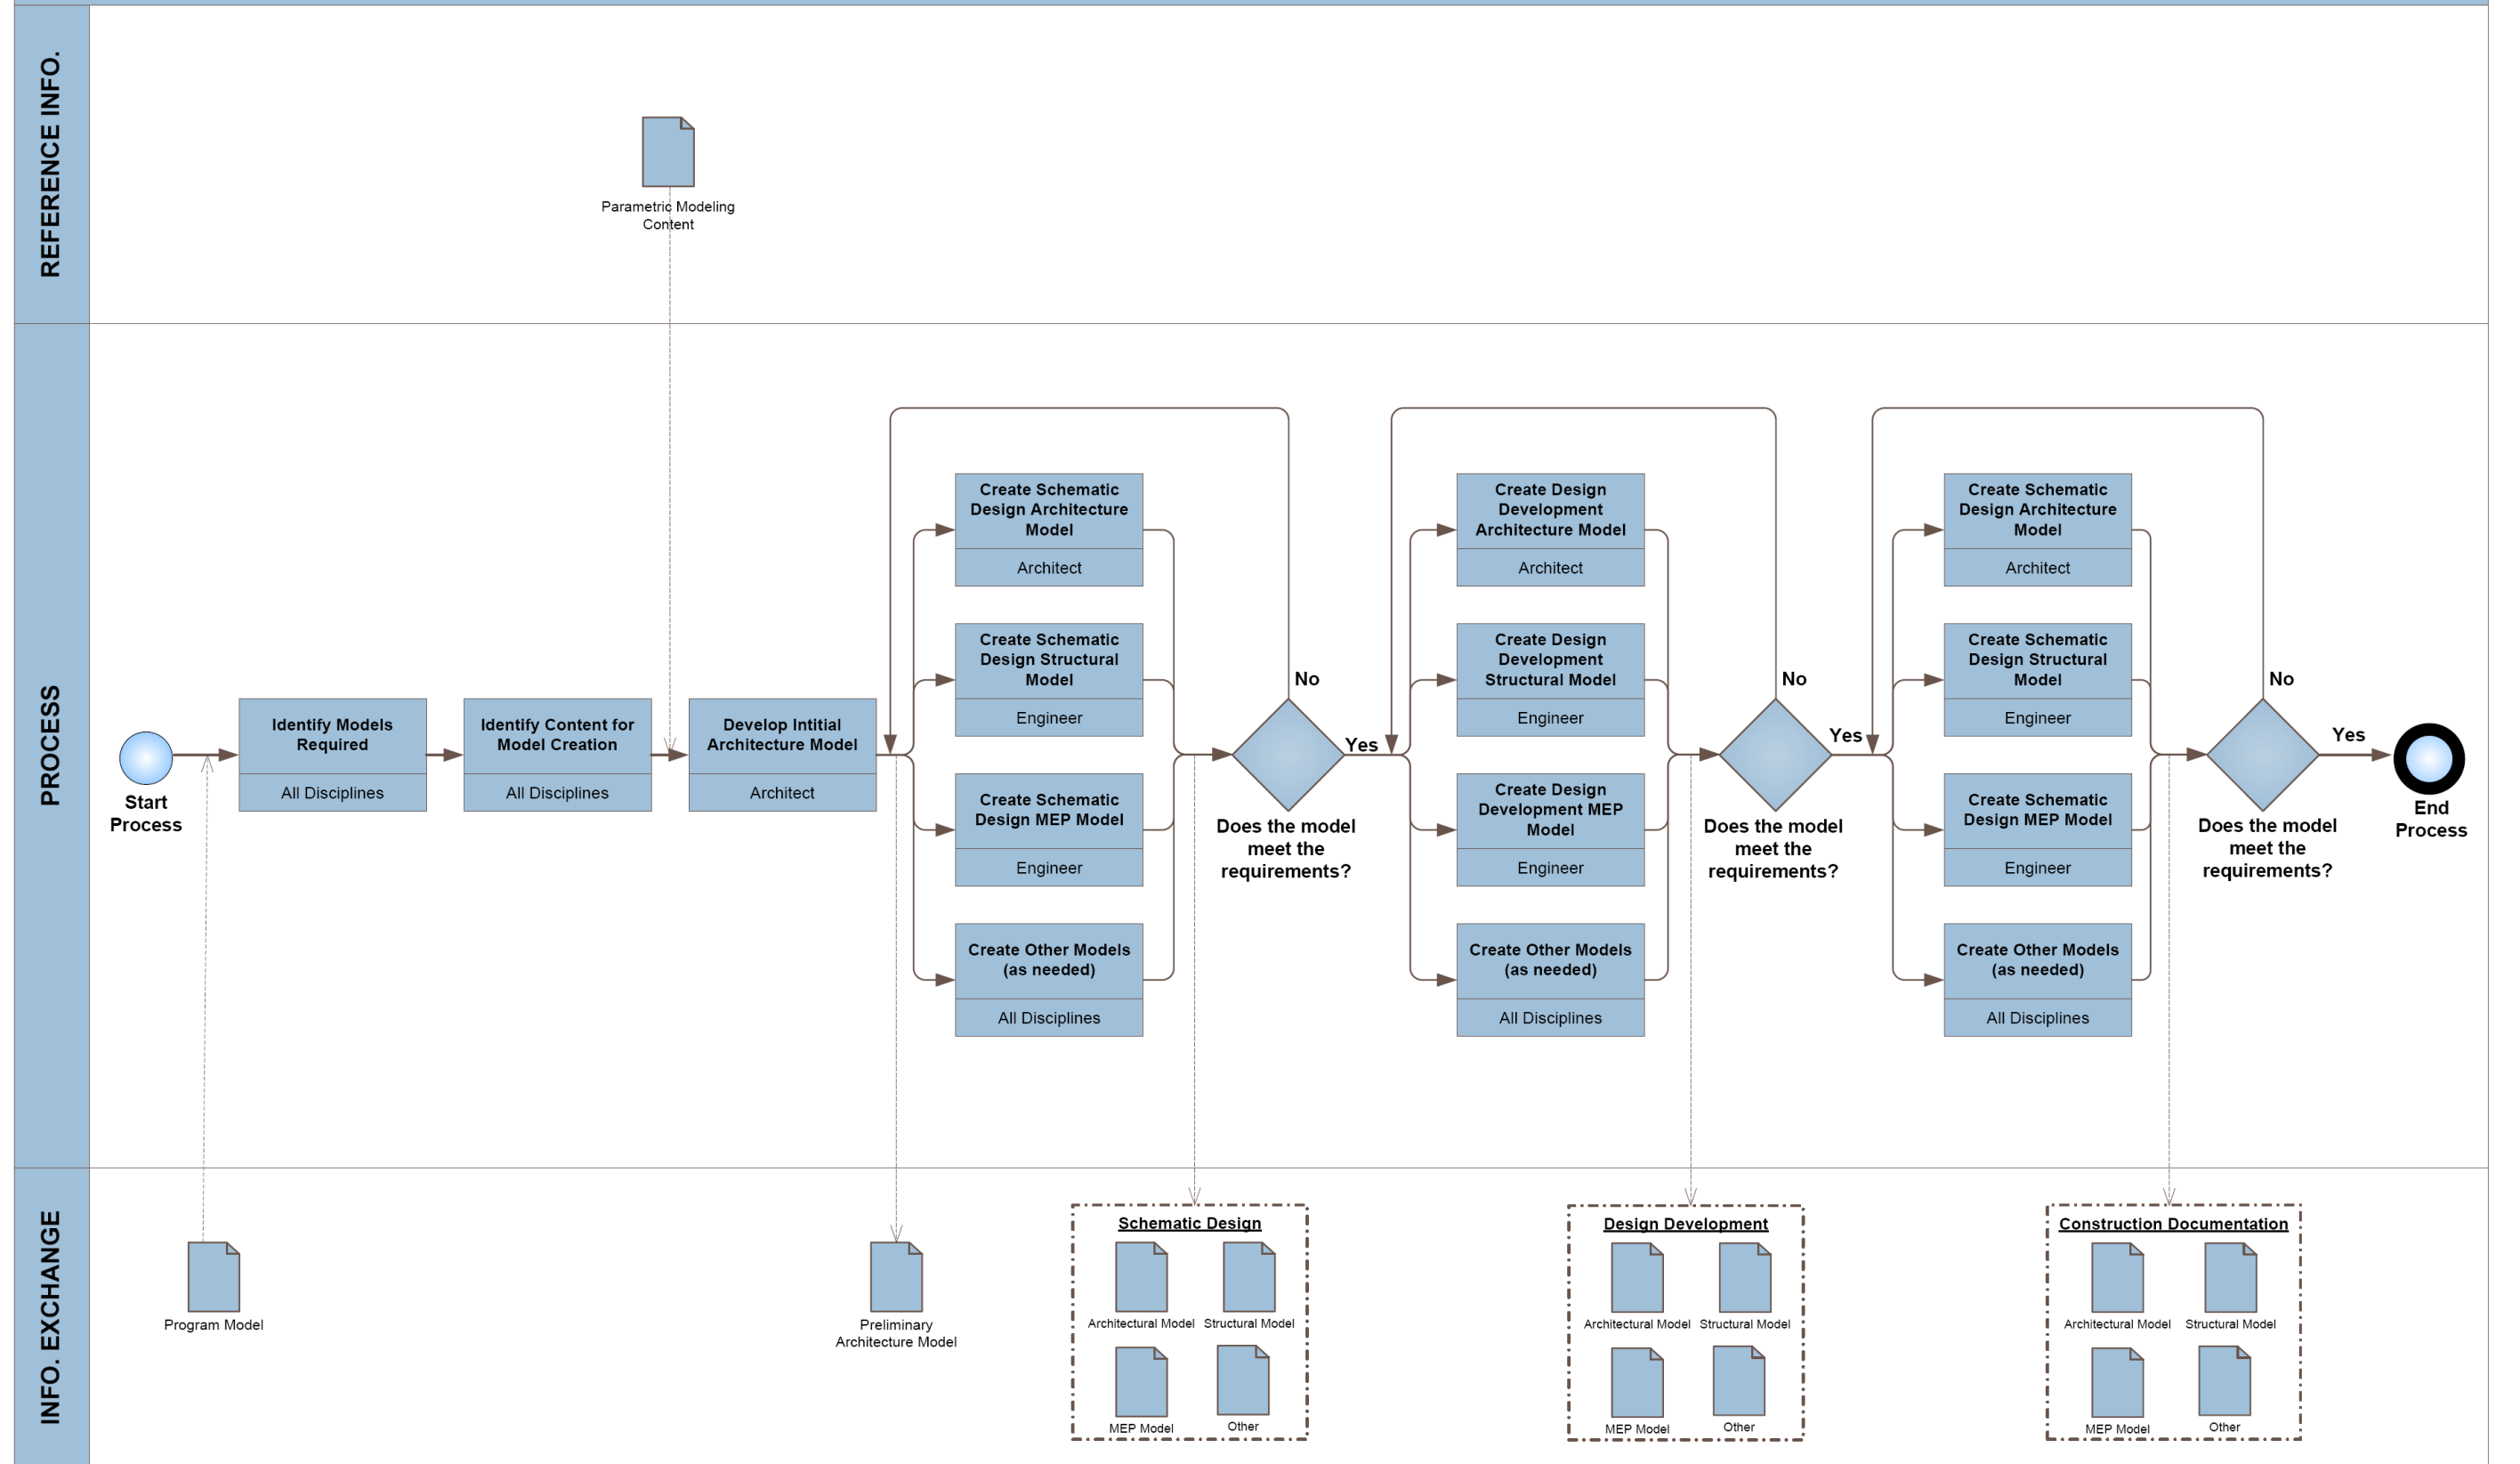 REFERENCE INFO.
Parametric Modeling
Content
PROCESS
Start
Process
Identify Models
Required
All Disciplines
Identify Content for
Model Creation
All Disciplines
Develop Intitial
Architecture Model
Architect
Create Schematic
Design Architecture
Model
Architect
Create Schematic
Design Structural
Model
Engineer
Create Schematic
Design MEP Model
Engineer
Create Other Models
(as needed)
All Disciplines
No
Yes
Does the model
meet the
requirements?
Create Design
Development
Architecture Model
Architect
Create Design
Development
Structural Model
Engineer
Create Design
Development MEP
Model
Engineer
Create Other Models
(as needed)
All Disciplines
No
Yes
Does the model
meet the
requirements?
Create Schematic
Design Architecture
Model
Architect
Create Schematic
Design Structural
Model
Engineer
Create Schematic
Design MEP Model
Engineer
Create Other Models
(as needed)
All Disciplines
No
Yes
Does the model
meet the
requirements?
End
Process
INFO. EXCHANGE
Program Model
Preliminary
Architecture Model
Schematic Design
Architectural Model
Structural Model
MEP Model
Other
Design Development
Architectural Model
Structural Model
MEP Model
Other
Construction Documentation
Architectural Model
Structural Model
MEP Model
Other